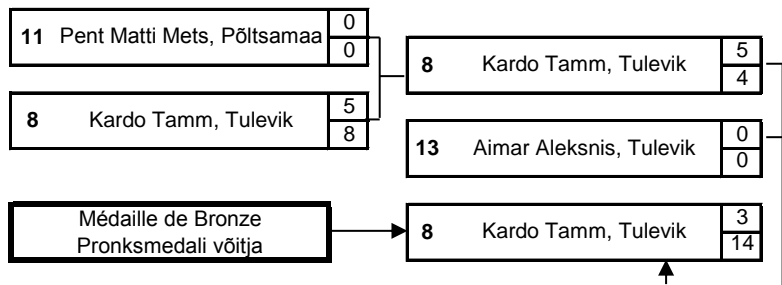 11 Pent Matti Mets, Põltsamaa 0
0
8 Kardo Tamm, Tulevik 5
4
8 Kardo Tamm, Tulevik 5
8
13 Aimar Aleksnis, Tulevik 0
0
Médaille de Bronze
Pronksmedali võitja
8 Kardo Tamm, Tulevik 3
14